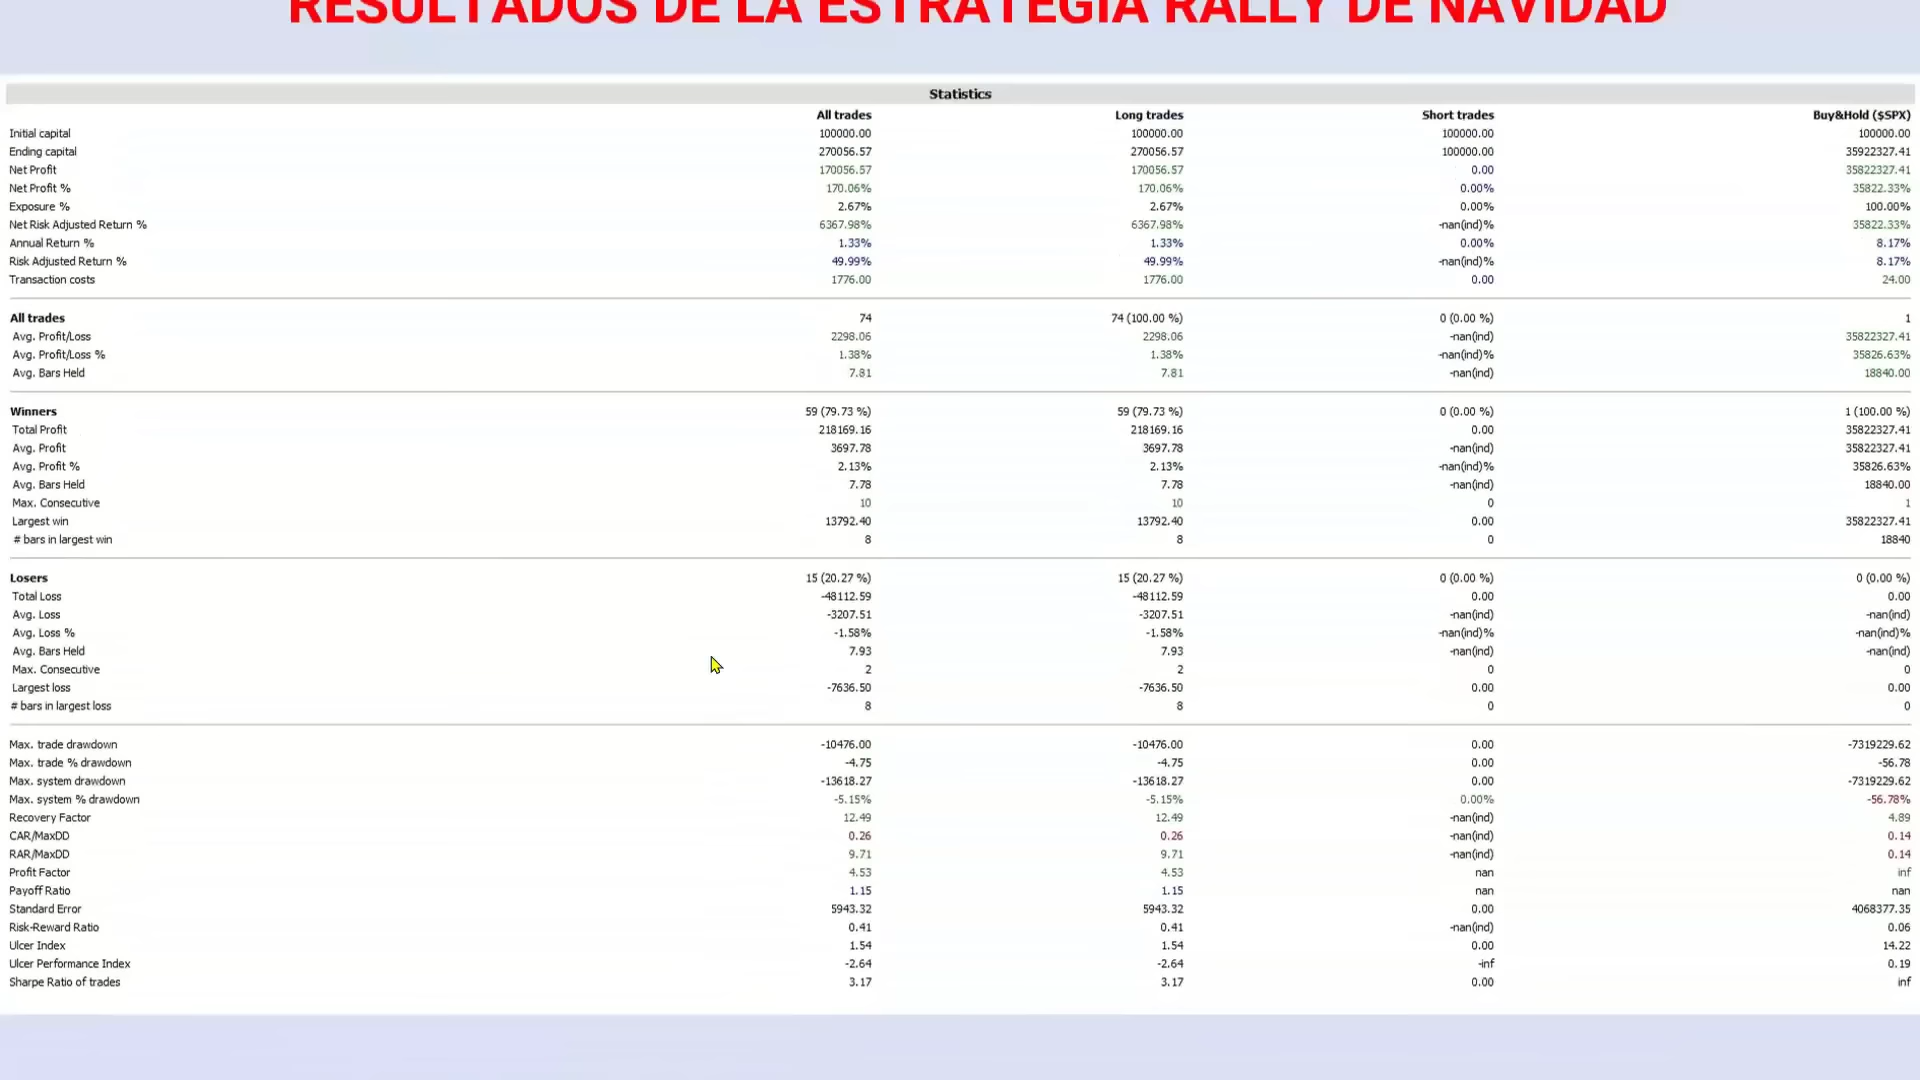 RESULTADOS DE LA ESTRATEGIA RALLY DE NAVIDAD
Statistics
All trades Long trades Short trades Buy&Hold ($SPX)
Initial capital 100000.00 100000.00 100000.00 100000.00
Ending capital 270056.57 270056.57 100000.00 35922327.41
Net Profit 170056.57 170056.57 0.00 35822327.41
Net Profit % 170.06% 170.06% 0.00% 35822.33%
Exposure % 2.67% 2.67% 0.00% 100.00%
Net Risk Adjusted Return % 6367.98% 6367.98% -nan(ind)% 35822.33%
Annual Return % 1.33% 1.33% 0.00% 8.17%
Risk Adjusted Return % 49.99% 49.99% -nan(ind)% 8.17%
Transaction costs 1776.00 1776.00 0.00 24.00
All trades 74 74 (100.00 %) 0 (0.00 %) 1
Avg. Profit/Loss 2298.06 2298.06 -nan(ind) 35822327.41
Avg. Profit/Loss % 1.38% 1.38% -nan(ind)% 35826.63%
Avg. Bars Held 7.81 7.81 -nan(ind) 18840.00
Winners 59 (79.73 %) 59 (79.73 %) 0 (0.00 %) 1 (100.00 %)
Total Profit 218169.16 218169.16 0.00 35822327.41
Avg. Profit 3697.78 3697.78 -nan(ind) 35822327.41
Avg. Profit % 2.13% 2.13% -nan(ind)% 35826.63%
Avg. Bars Held 7.78 7.78 -nan(ind) 18840.00
Max. Consecutive 10 10 0 1
Largest win 13792.40 13792.40 0.00 35822327.41
# bars in largest win 8 8 0 18840
Losers 15 (20.27 %) 15 (20.27 %) 0 (0.00 %) 0 (0.00 %)
Total Loss -48112.59 -48112.59 0.00 0.00
Avg. Loss -3207.51 -3207.51 -nan(ind) -nan(ind)
Avg. Loss % -1.58% -1.58% -nan(ind)% -nan(ind)%
Avg. Bars Held 7.93 7.93 -nan(ind) -nan(ind)
Max. Consecutive 2 2 0 0
Largest loss -7636.50 -7636.50 0.00 0.00
# bars in largest loss 8 8 0 0
Max. trade drawdown -10476.00 -10476.00 0.00 -7319229.62
Max. trade % drawdown -4.75 -4.75 0.00 -56.78
Max. system drawdown -13618.27 -13618.27 0.00 -7319229.62
Max. system % drawdown -5.15% -5.15% 0.00% -56.78%
Recovery Factor 12.49 12.49 -nan(ind) 4.89
CAR/MaxDD 0.26 0.26 -nan(ind) 0.14
RAR/MaxDD 9.71 9.71 -nan(ind) 0.14
Profit Factor 4.53 4.53 nan inf
Payoff Ratio 1.15 1.15 nan nan
Standard Error 5943.32 5943.32 0.00 4068377.35
Risk-Reward Ratio 0.41 0.41 -nan(ind) 0.06
Ulcer Index 1.54 1.54 0.00 14.22
Ulcer Performance Index -2.64 -2.64 -inf 0.19
Sharpe Ratio of trades 3.17 3.17 0.00 inf